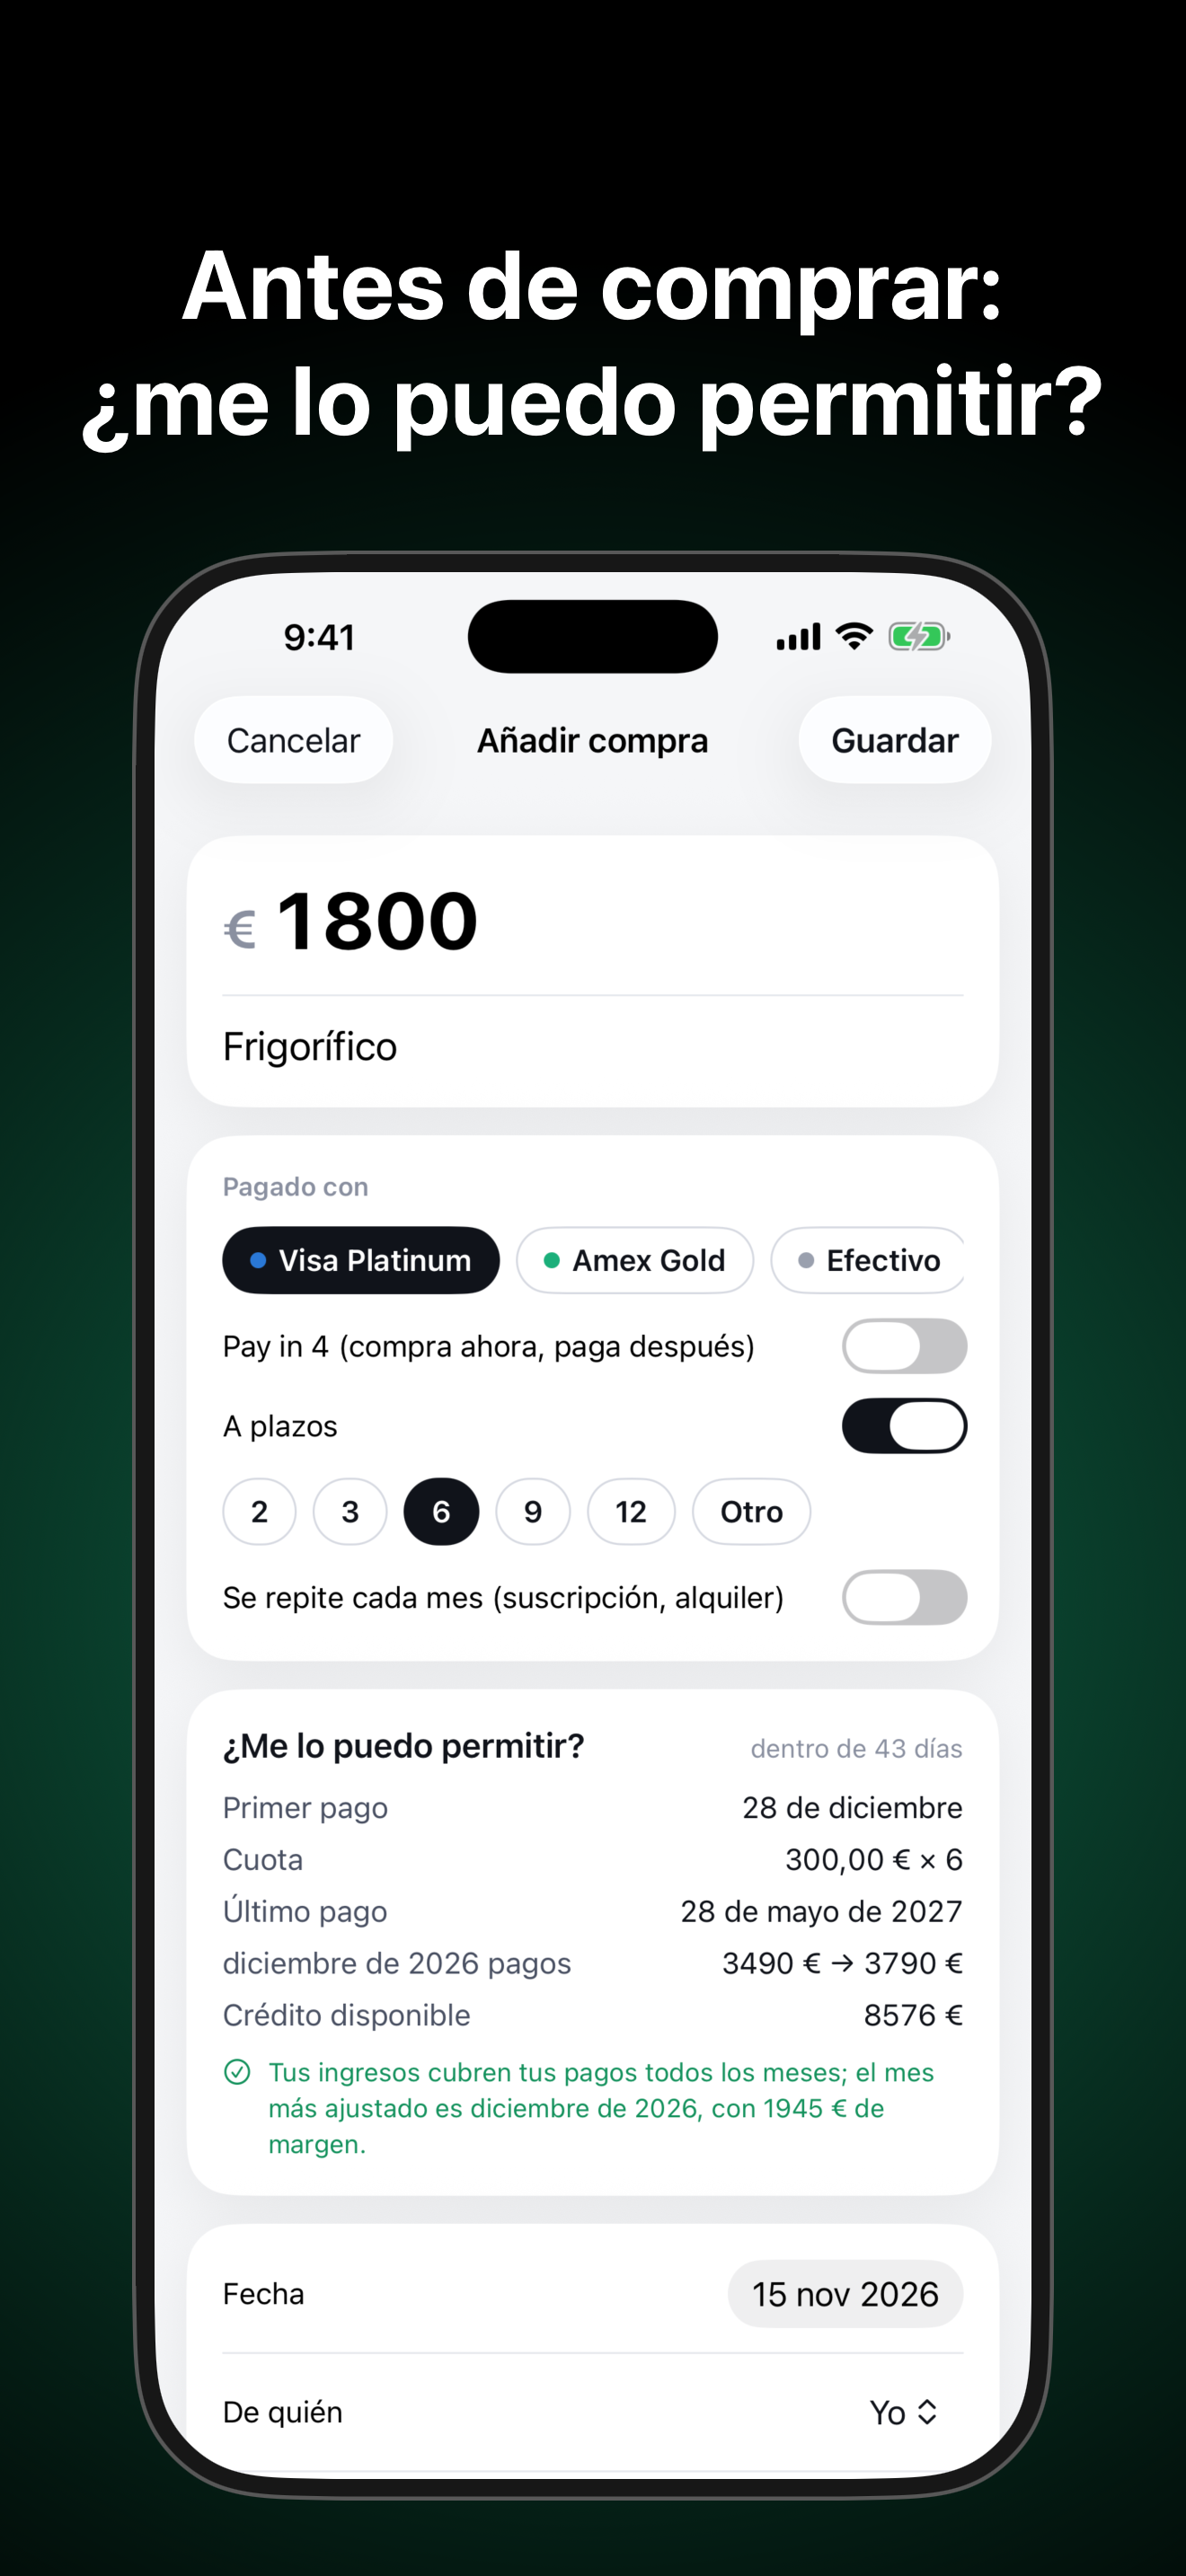 Antes de comprar:
¿me lo puedo permitir?
9:41
Cancelar Añadir compra Guardar
€ 1800
Frigorífico
Pagado con
Visa Platinum Amex Gold Efectivo
Pay in 4 (compra ahora, paga después)
A plazos
2 3 6 9 12 Otro
Se repite cada mes (suscripción, alquiler)
¿Me lo puedo permitir? dentro de 43 días
Primer pago 28 de diciembre
Cuota 300,00 € × 6
Último pago 28 de mayo de 2027
diciembre de 2026 pagos 3490 € → 3790 €
Crédito disponible 8576 €
Tus ingresos cubren tus pagos todos los meses; el mes
más ajustado es diciembre de 2026, con 1945 € de
margen.
Fecha 15 nov 2026
De quién Yo